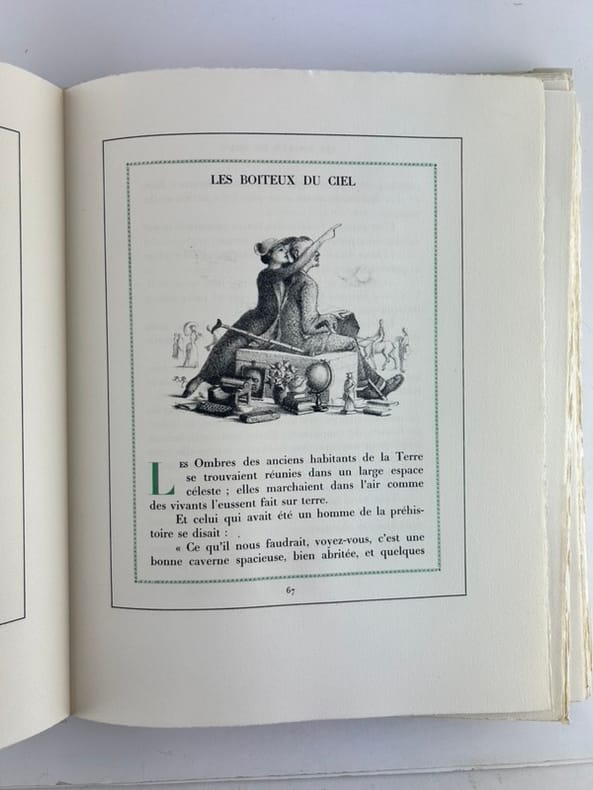 LES BOITEUX DU CIEL
LES Ombres des anciens habitants de la Terre
se trouvaient réunies dans un large espace
céleste ; elles marchaient dans l'air comme
des vivants l'eussent fait sur terre.
Et celui qui avait été un homme de la préhis-
toire se disait :
« Ce qu'il nous faudrait, voyez-vous, c'est une
bonne caverne spacieuse, bien abritée, et quelques
67